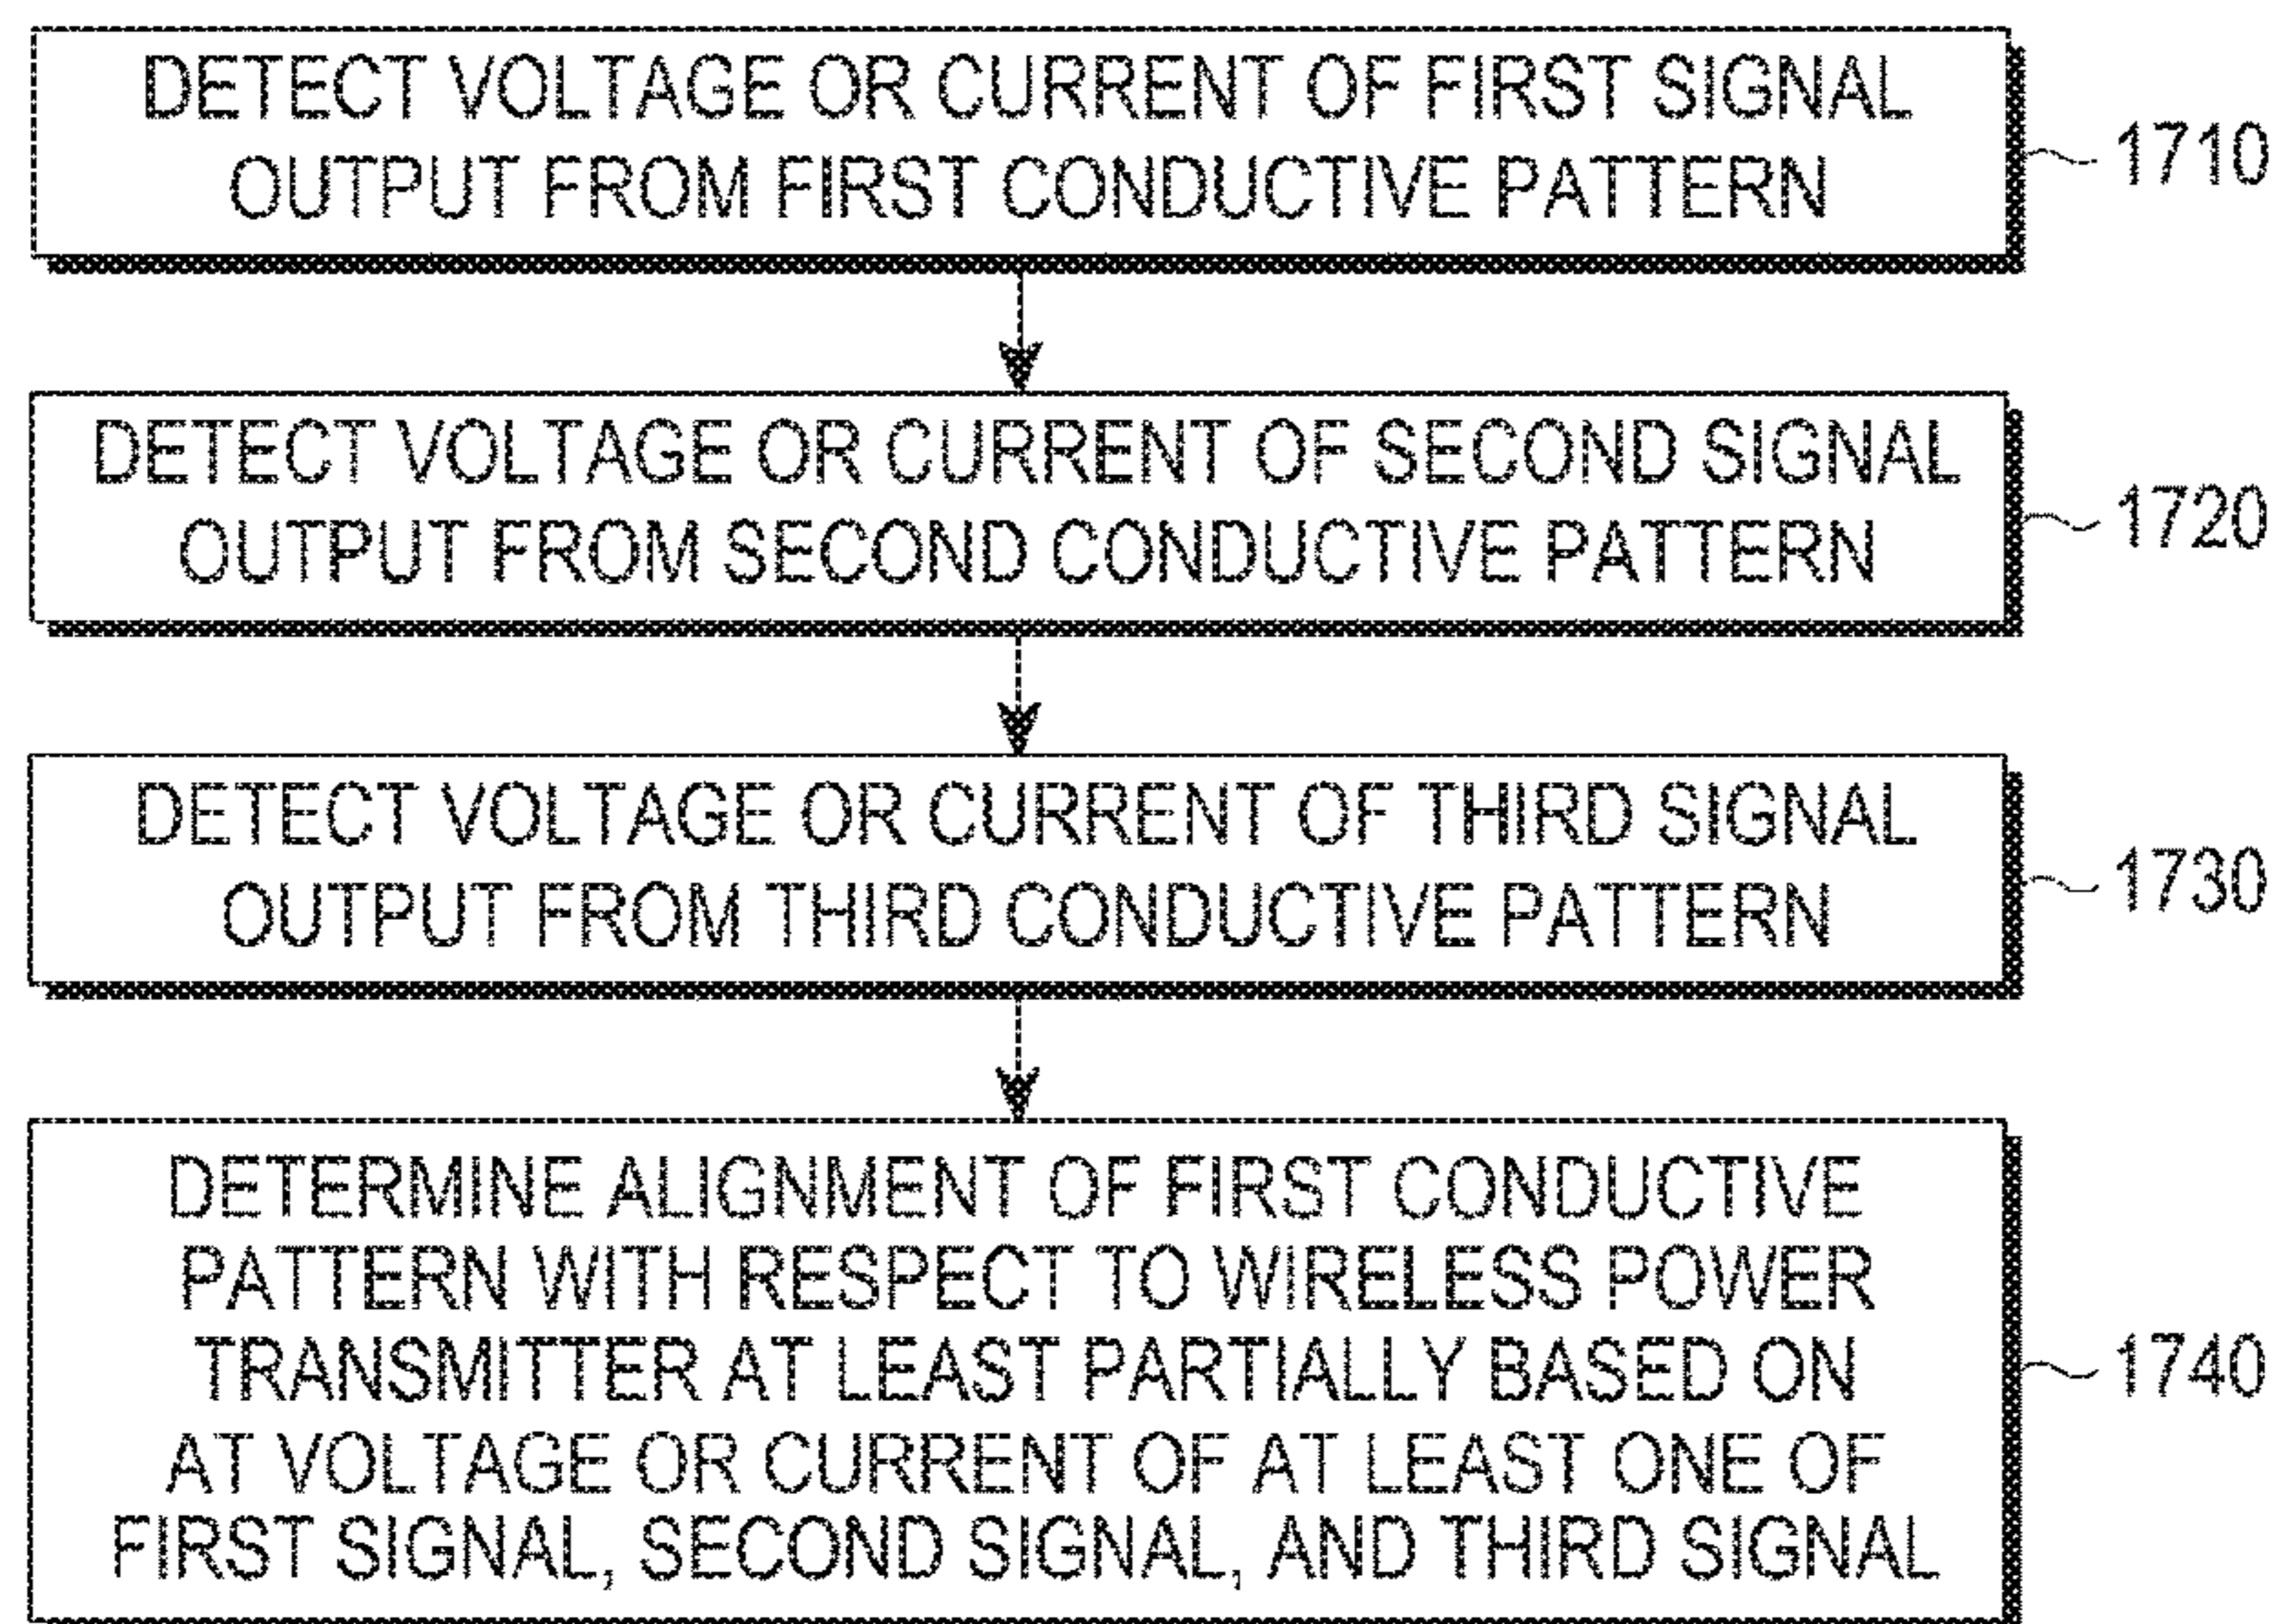 DETECT VOLTAGE OR CURRENT OF FIRST SIGNAL
OUTPUT FROM FIRST CONDUCTIVE PATTERN
1710
DETECT VOLTAGE OR CURRENT OF SECOND SIGNAL
OUTPUT FROM SECOND CONDUCTIVE PATTERN
1720
DETECT VOLTAGE OR CURRENT OF THIRD SIGNAL
OUTPUT FROM THIRD CONDUCTIVE PATTERN
1730
DETERMINE ALIGNMENT OF FIRST CONDUCTIVE
PATTERN WITH RESPECT TO WIRELESS POWER
TRANSMITTER AT LEAST PARTIALLY BASED ON
AT VOLTAGE OR CURRENT OF AT LEAST ONE OF
FIRST SIGNAL, SECOND SIGNAL, AND THIRD SIGNAL
1740